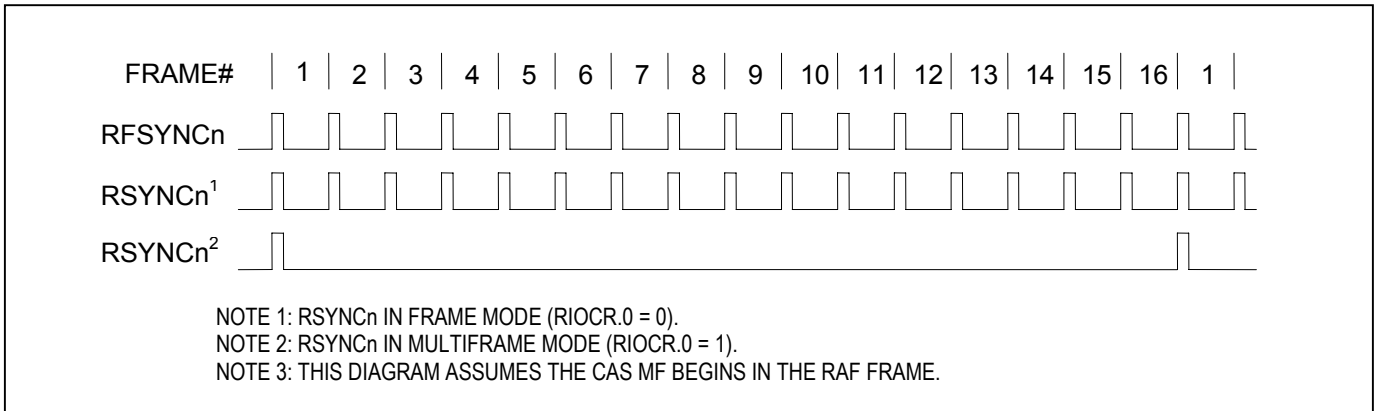 FRAME# 1 2 3 4 5 6 7 8 9 10 11 12 13 14 15 16 1
RFSYNCn
RSYNCn¹
RSYNCn²
NOTE 1: RSYNCn IN FRAME MODE (RIOCR.0 = 0).
NOTE 2: RSYNCn IN MULTIFRAME MODE (RIOCR.0 = 1).
NOTE 3: THIS DIAGRAM ASSUMES THE CAS MF BEGINS IN THE RAF FRAME.